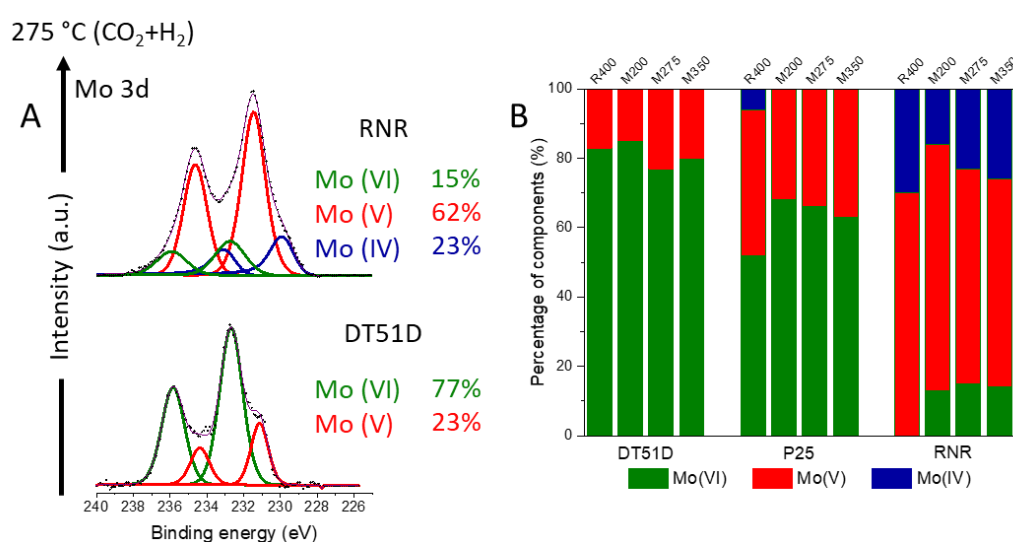 275 °C (CO₂+H₂)
Mo 3d
A
RNR
Mo (VI) 15%
Mo (V) 62%
Mo (IV) 23%
DT51D
Mo (VI) 77%
Mo (V) 23%
Intensity (a.u.)
240 238 236 234 232 230 228 226
Binding energy (eV)
B
R400 M200 M275 M350 R400 M200 M275 M350 R400 M200 M275 M350
Percentage of components (%)
100
80
60
40
20
0
DT51D P25 RNR
Mo(VI) Mo(V) Mo(IV)